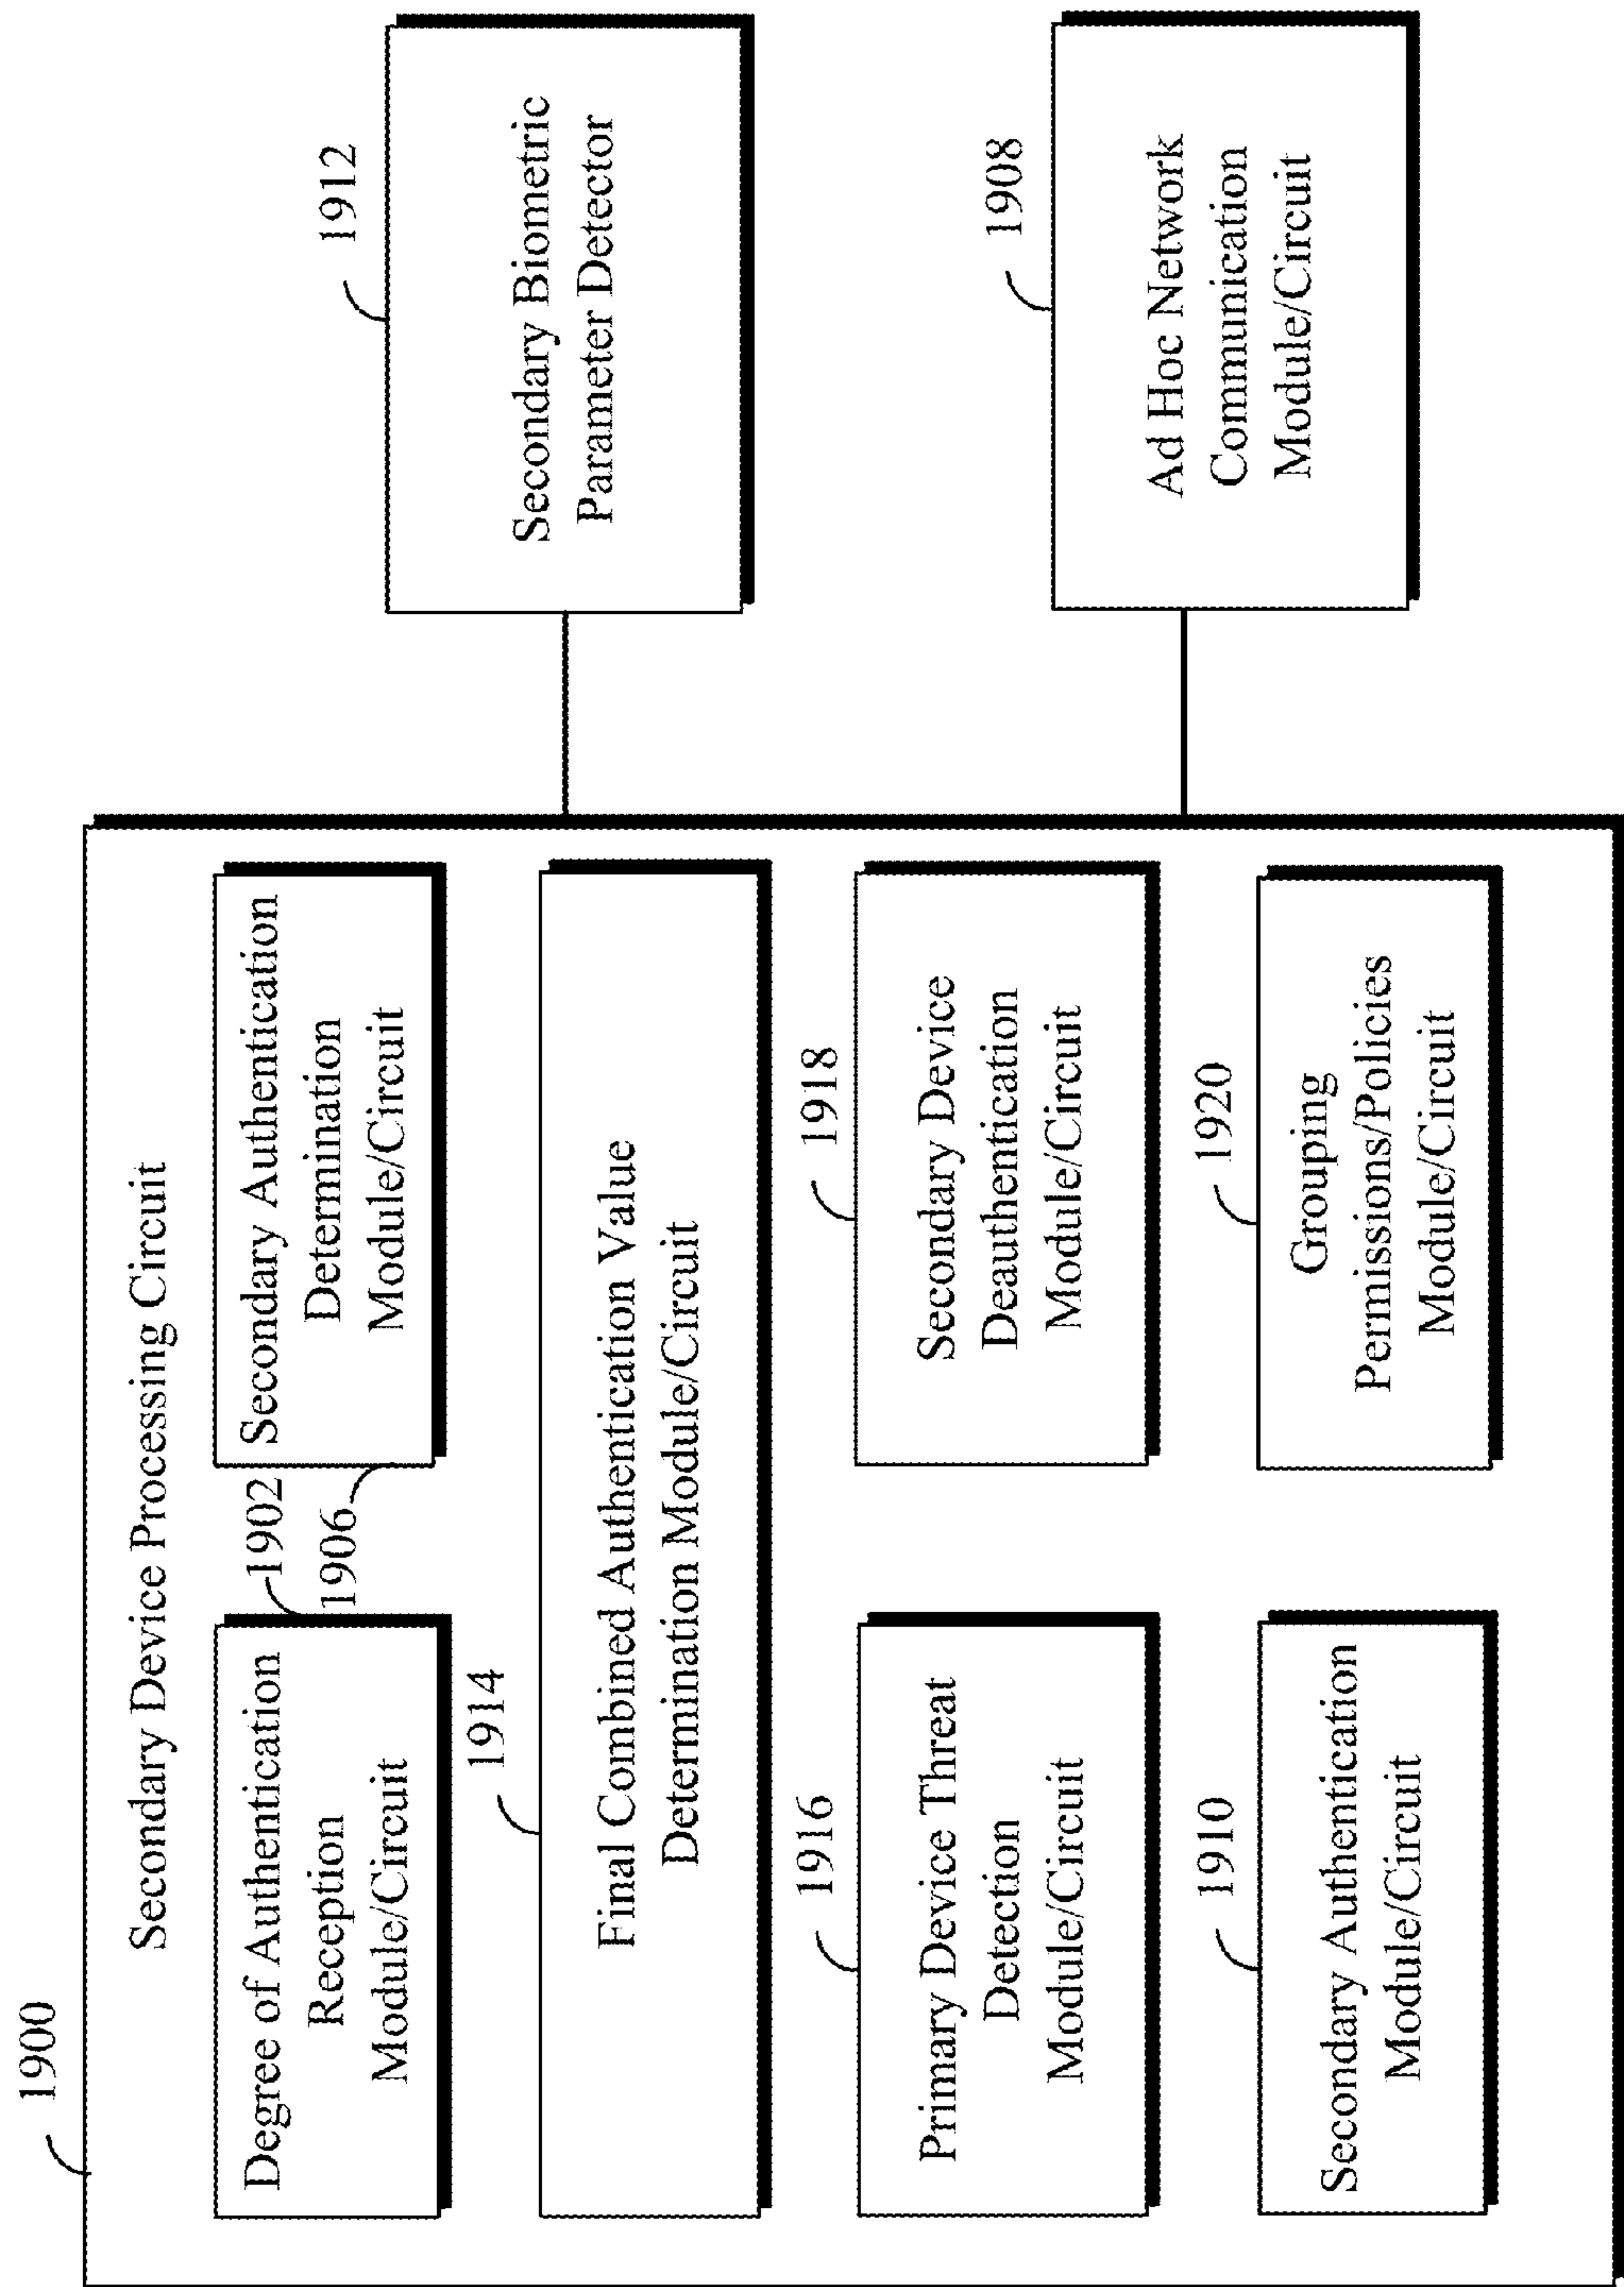 1900
Secondary Device Processing Circuit
Degree of Authentication
Reception
Module/Circuit
1902
1906
Secondary Authentication
Determination
Module/Circuit
1914
Final Combined Authentication Value
Determination Module/Circuit
1916
Primary Device Threat
Detection
Module/Circuit
1918
Secondary Device
Deauthentication
Module/Circuit
1910
Secondary Authentication
Module/Circuit
1920
Grouping
Permissions/Policies
Module/Circuit
1912
Secondary Biometric
Parameter Detector
1908
Ad Hoc Network
Communication
Module/Circuit